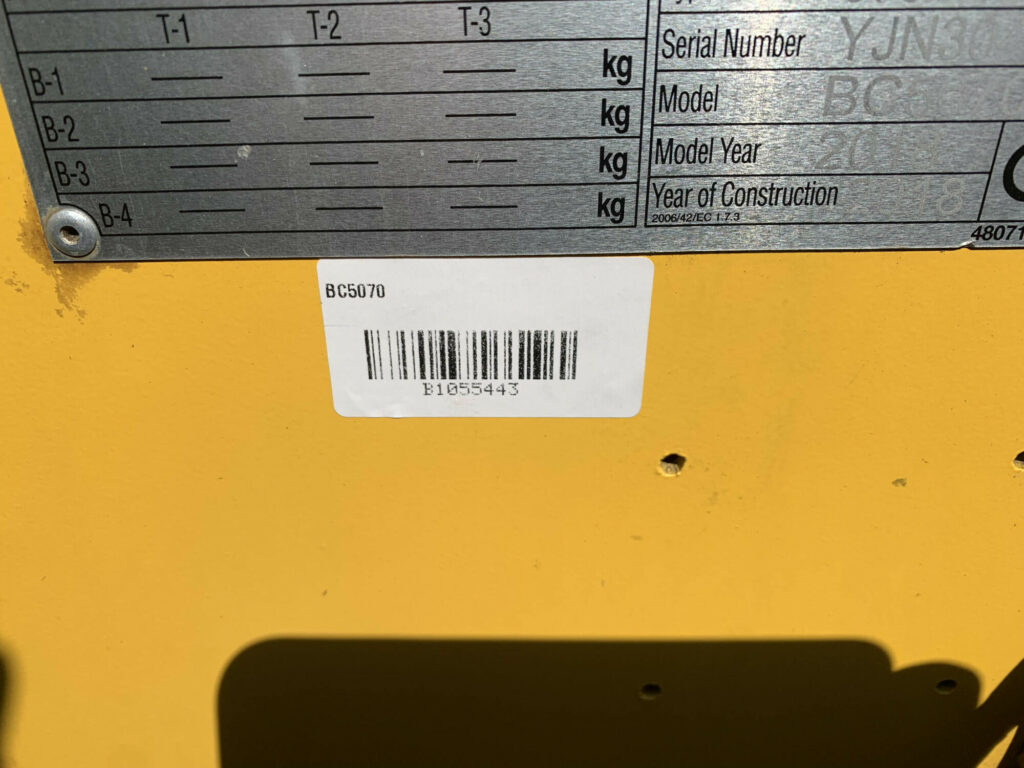 T-1 T-2 T-3
B-1 — — — kg
B-2 — — — kg
B-3 — — — kg
B-4 — — — kg
Serial Number YJN30
Model
Model Year
Year of Construction
2006/42/EC 1.7.3
48071
BC5070
B1055443